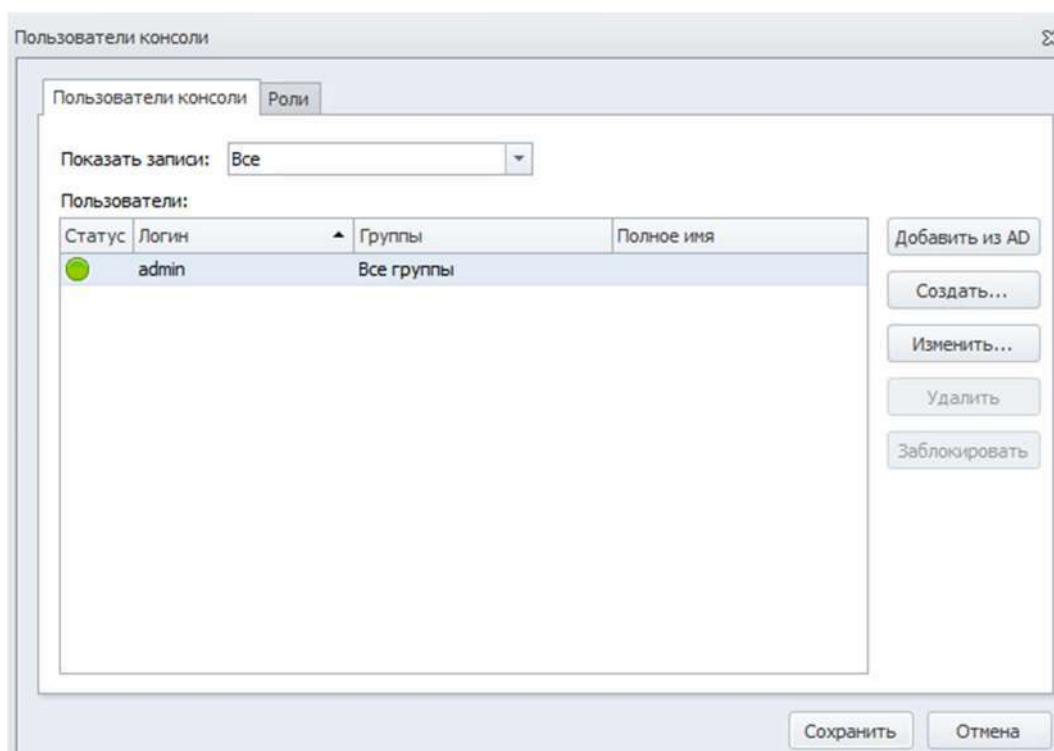 Пользователи консоли
Пользователи консоли Роли
Показать записи: Все
Пользователи:
Статус Логин Группы Полное имя
admin Все группы
Добавить из AD
Создать...
Изменить...
Удалить
Заблокировать
Сохранить Отмена